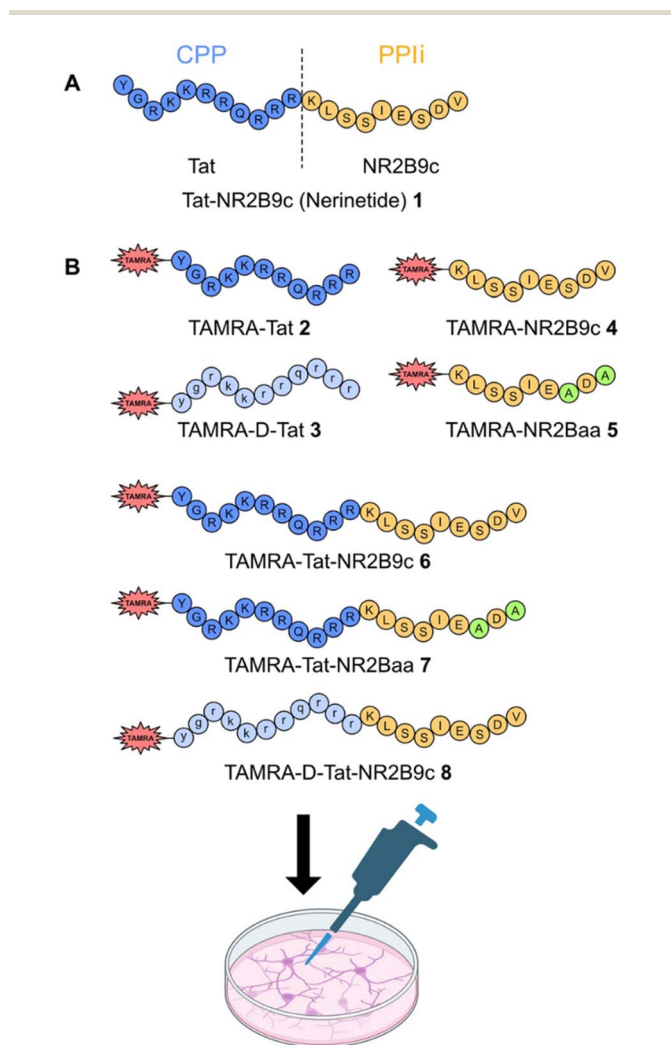 CPP PPIi
A
Y G R K K R R Q R R R K L S S I E S D V
Tat NR2B9c
Tat-NR2B9c (Nerinetide) 1
B
TAMRA Y G R K K R R Q R R R
TAMRA-Tat 2
TAMRA K L S S I E S D V
TAMRA-NR2B9c 4
TAMRA y g r k k r r q r r r
TAMRA-D-Tat 3
TAMRA K L S S I E A D A
TAMRA-NR2Baa 5
TAMRA Y G R K K R R Q R R R K L S S I E S D V
TAMRA-Tat-NR2B9c 6
TAMRA Y G R K K R R Q R R R K L S S I E A D A
TAMRA-Tat-NR2Baa 7
TAMRA y g r k k r r q r r r K L S S I E S D V
TAMRA-D-Tat-NR2B9c 8